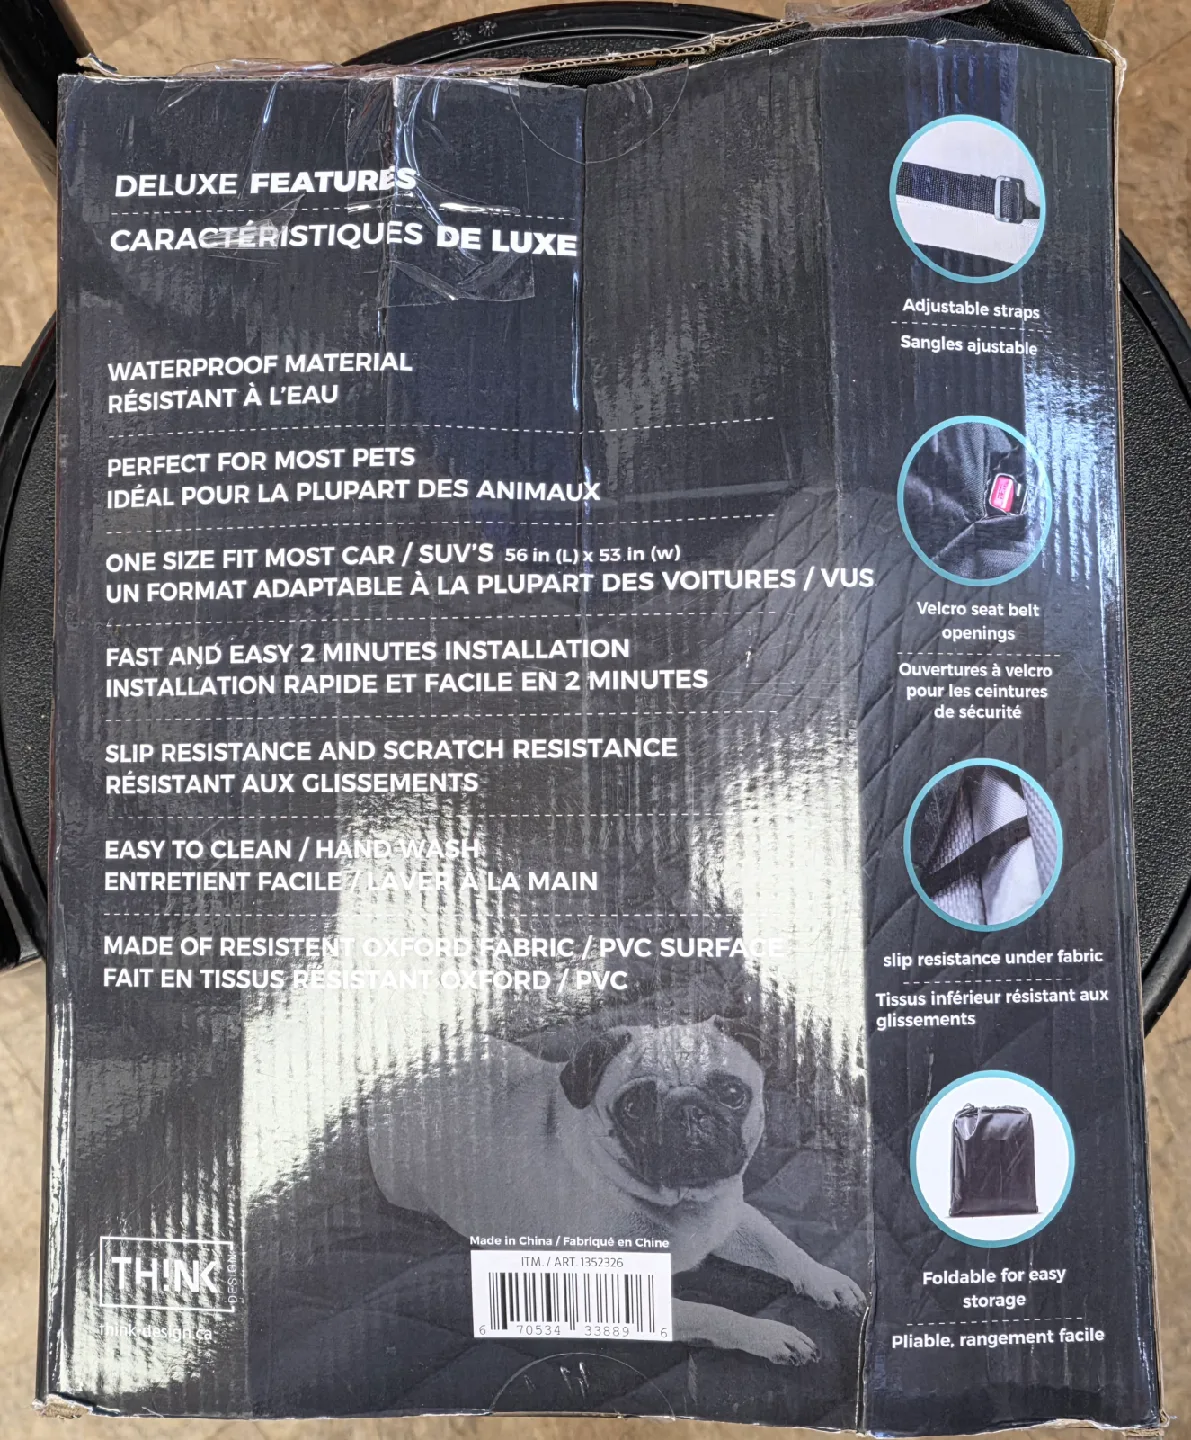 DELUXE FEATURES
CARACTÉRISTIQUES DE LUXE
WATERPROOF MATERIAL
RÉSISTANT À L'EAU
PERFECT FOR MOST PETS
IDÉAL POUR LA PLUPART DES ANIMAUX
ONE SIZE FIT MOST CAR / SUV'S 56 in (L) x 53 in (w)
UN FORMAT ADAPTABLE À LA PLUPART DES VOITURES / VUS
FAST AND EASY 2 MINUTES INSTALLATION
INSTALLATION RAPIDE ET FACILE EN 2 MINUTES
SLIP RESISTANCE AND SCRATCH RESISTANCE
RÉSISTANT AUX GLISSEMENTS
EASY TO CLEAN / HAND WASH
ENTRETIENT FACILE / LAVER À LA MAIN
MADE OF RESISTENT OXFORD FABRIC / PVC SURFACE
FAIT EN TISSUS RÉSISTANT OXFORD / PVC
Adjustable straps
Sangles ajustable
Velcro seat belt
openings
Ouvertures à velcro
pour les ceintures
de sécurité
slip resistance under fabric
Tissus inférieur résistant aux
glissements
Foldable for easy
storage
Pliable, rangement facile
TH!NK
DESIGN
think-design.ca
Made in China / Fabriqué en Chine
ITM. / ART. 1352326
6 70534 33889 6